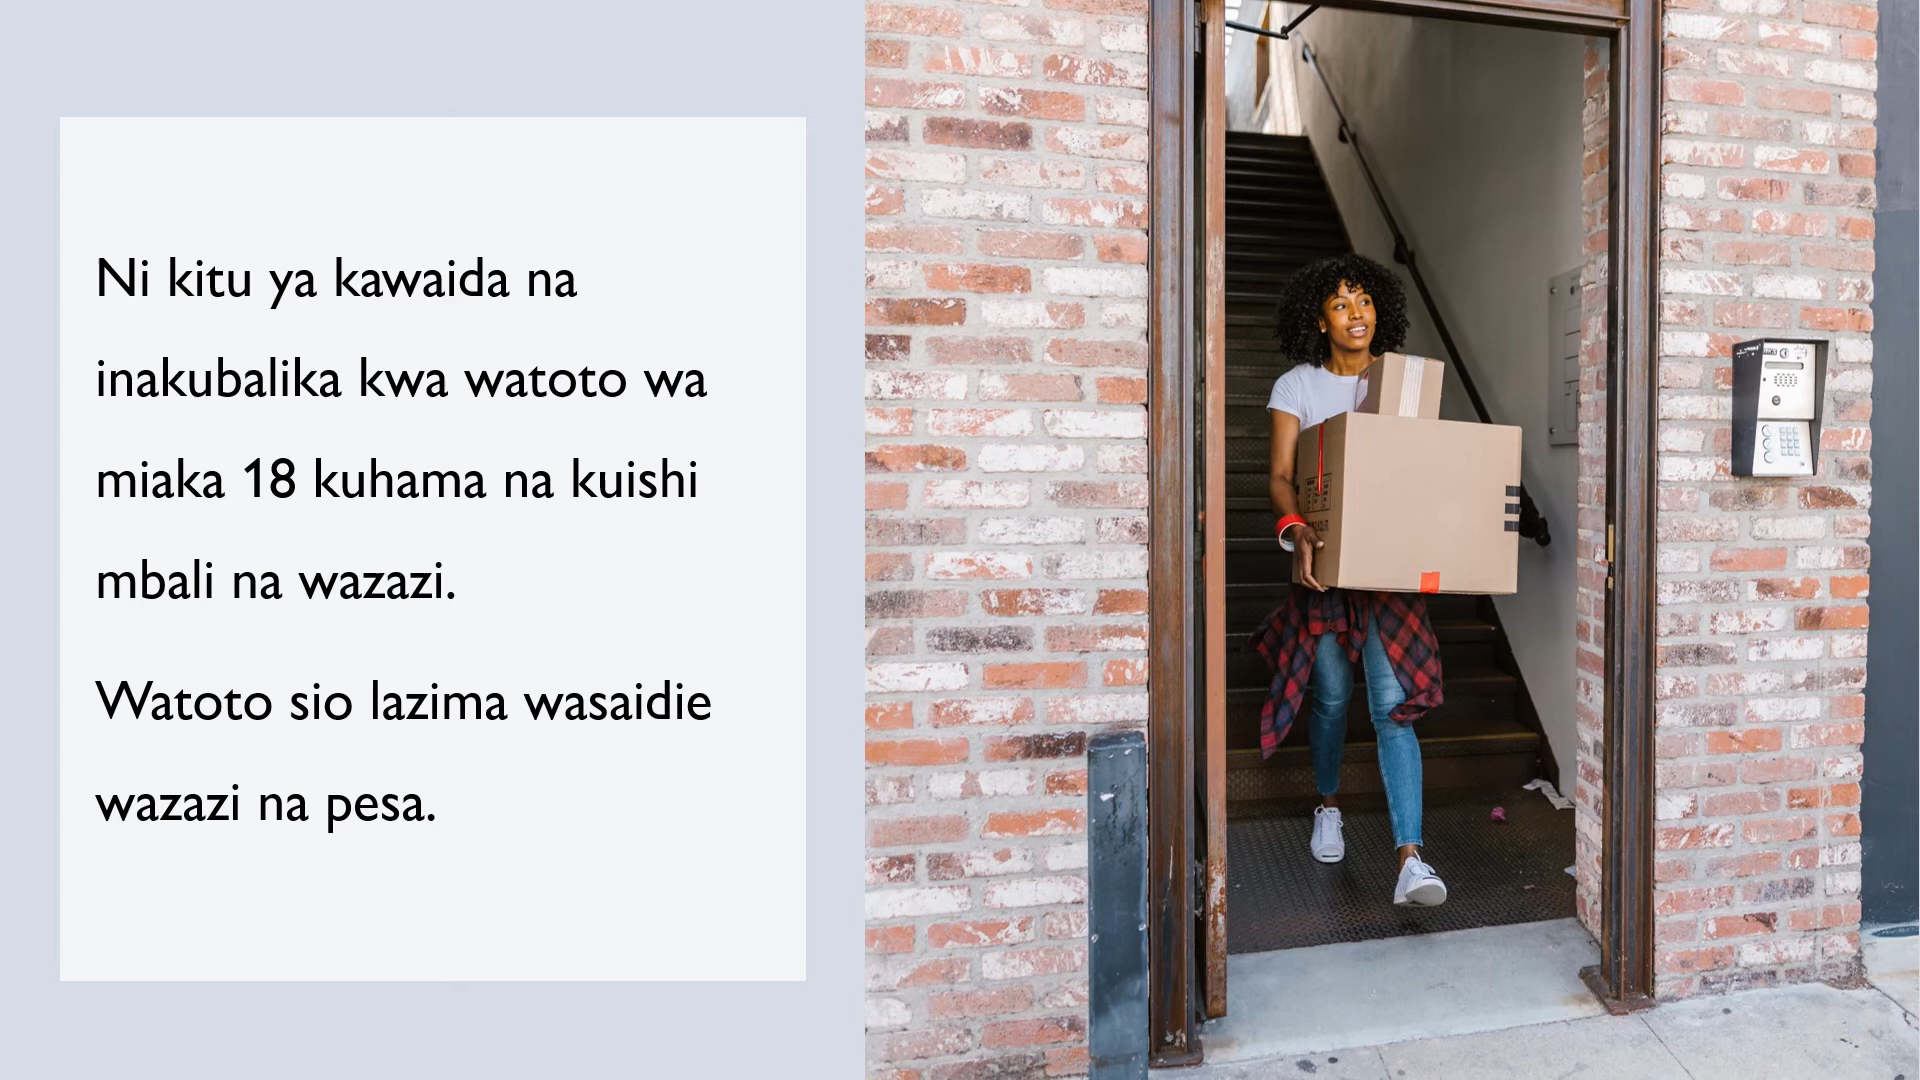 Ni kitu ya kawaida na
inakubalika kwa watoto wa
miaka 18 kuhama na kuishi
mbali na wazazi.
Watoto sio lazima wasaidie
wazazi na pesa.